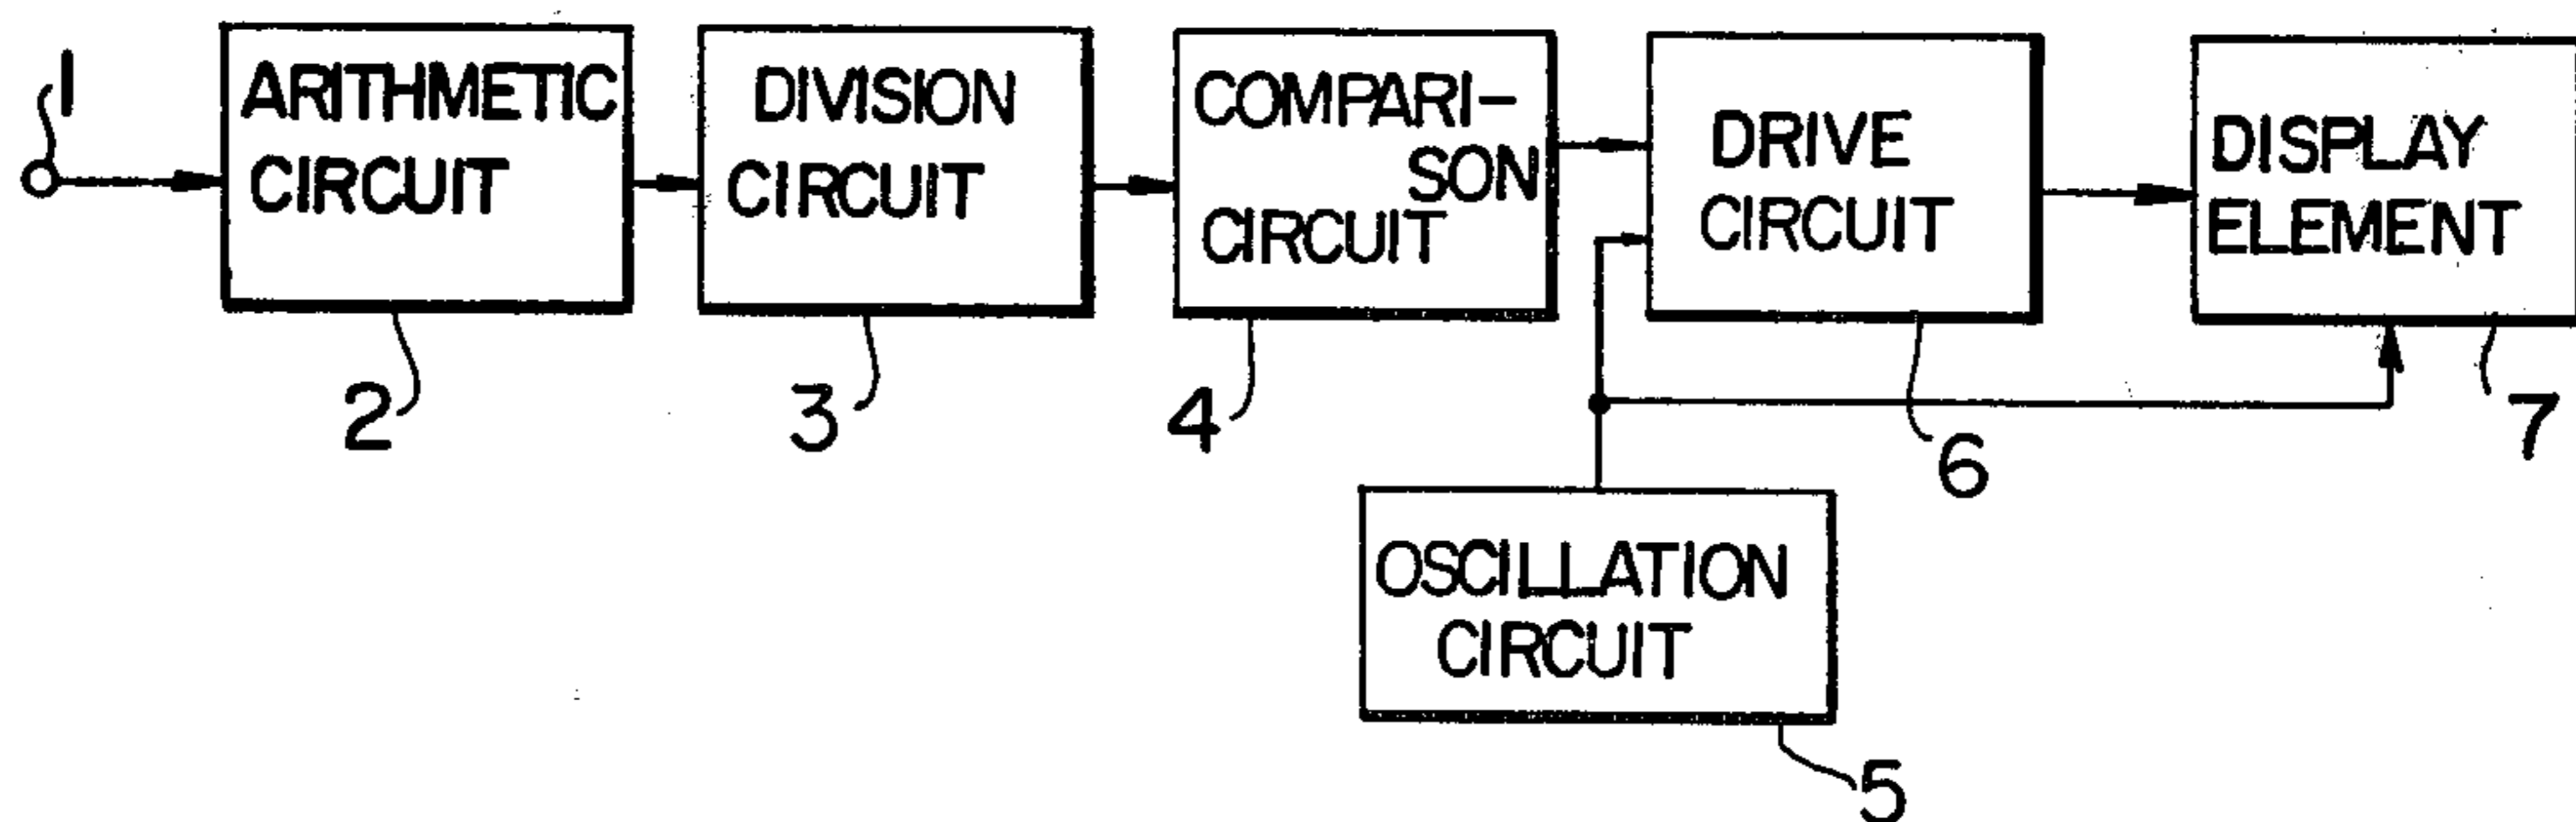 1
ARITHMETIC
CIRCUIT
2
DIVISION
CIRCUIT
3
COMPARI-
SON
CIRCUIT
4
DRIVE
CIRCUIT
6
DISPLAY
ELEMENT
7
OSCILLATION
CIRCUIT
5